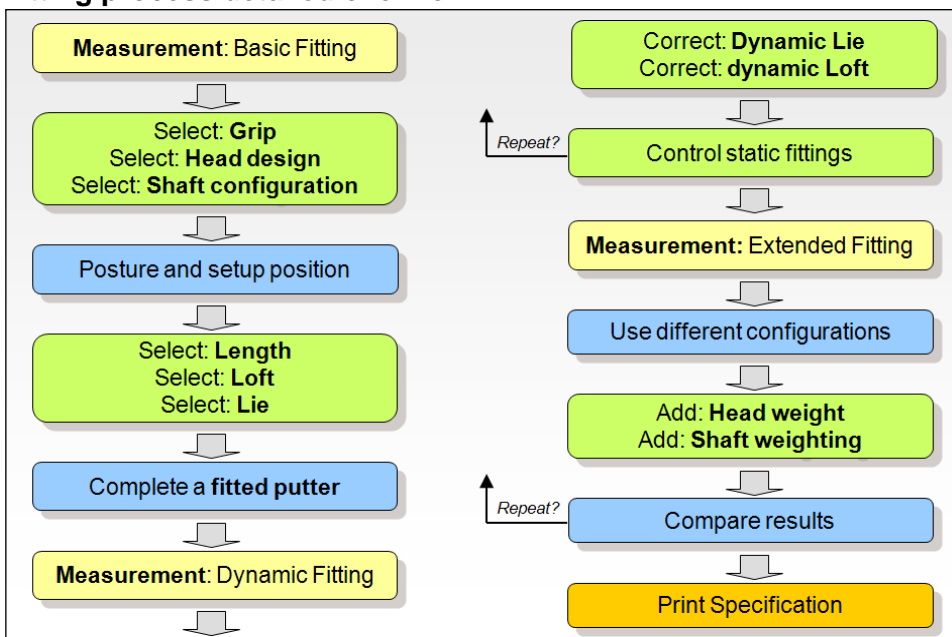 Measurement: Basic Fitting
Select: Grip
Select: Head design
Select: Shaft configuration
Posture and setup position
Select: Length
Select: Loft
Select: Lie
Complete a fitted putter
Measurement: Dynamic Fitting
Correct: Dynamic Lie
Correct: dynamic Loft
Repeat?
Control static fittings
Measurement: Extended Fitting
Use different configurations
Add: Head weight
Add: Shaft weighting
Repeat?
Compare results
Print Specification